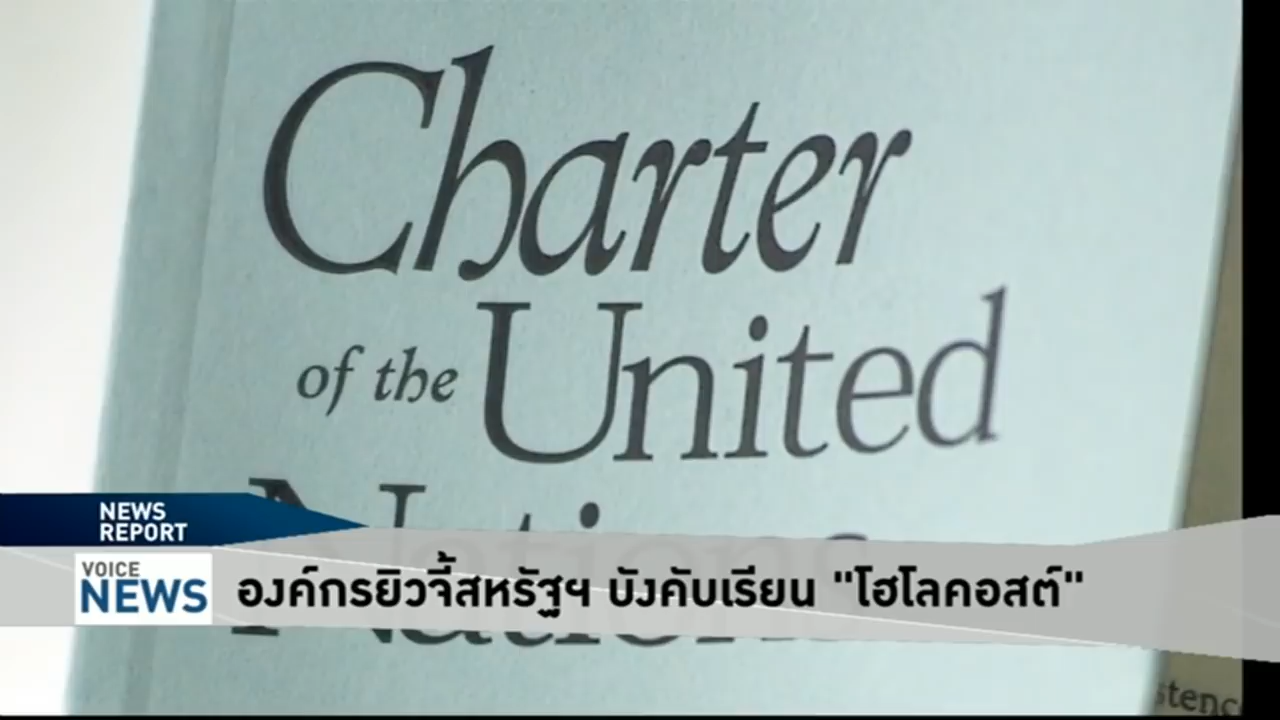 Charter
of the United
Nations
NEWS
REPORT
VOICE
NEWS
องค์กรยิวจี้สหรัฐฯ บังคับเรียน "โฮโลคอสต์"